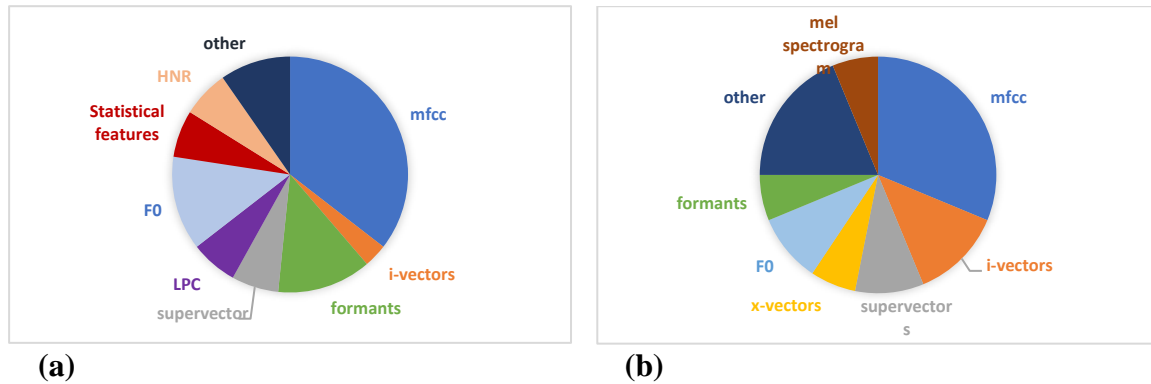 other
HNR
mfcc
Statistical
features
F0
i-vectors
LPC
supervector
formants
(a)
mel
spectrogra
m
other
mfcc
formants
F0
i-vectors
x-vectors
supervector
s
(b)